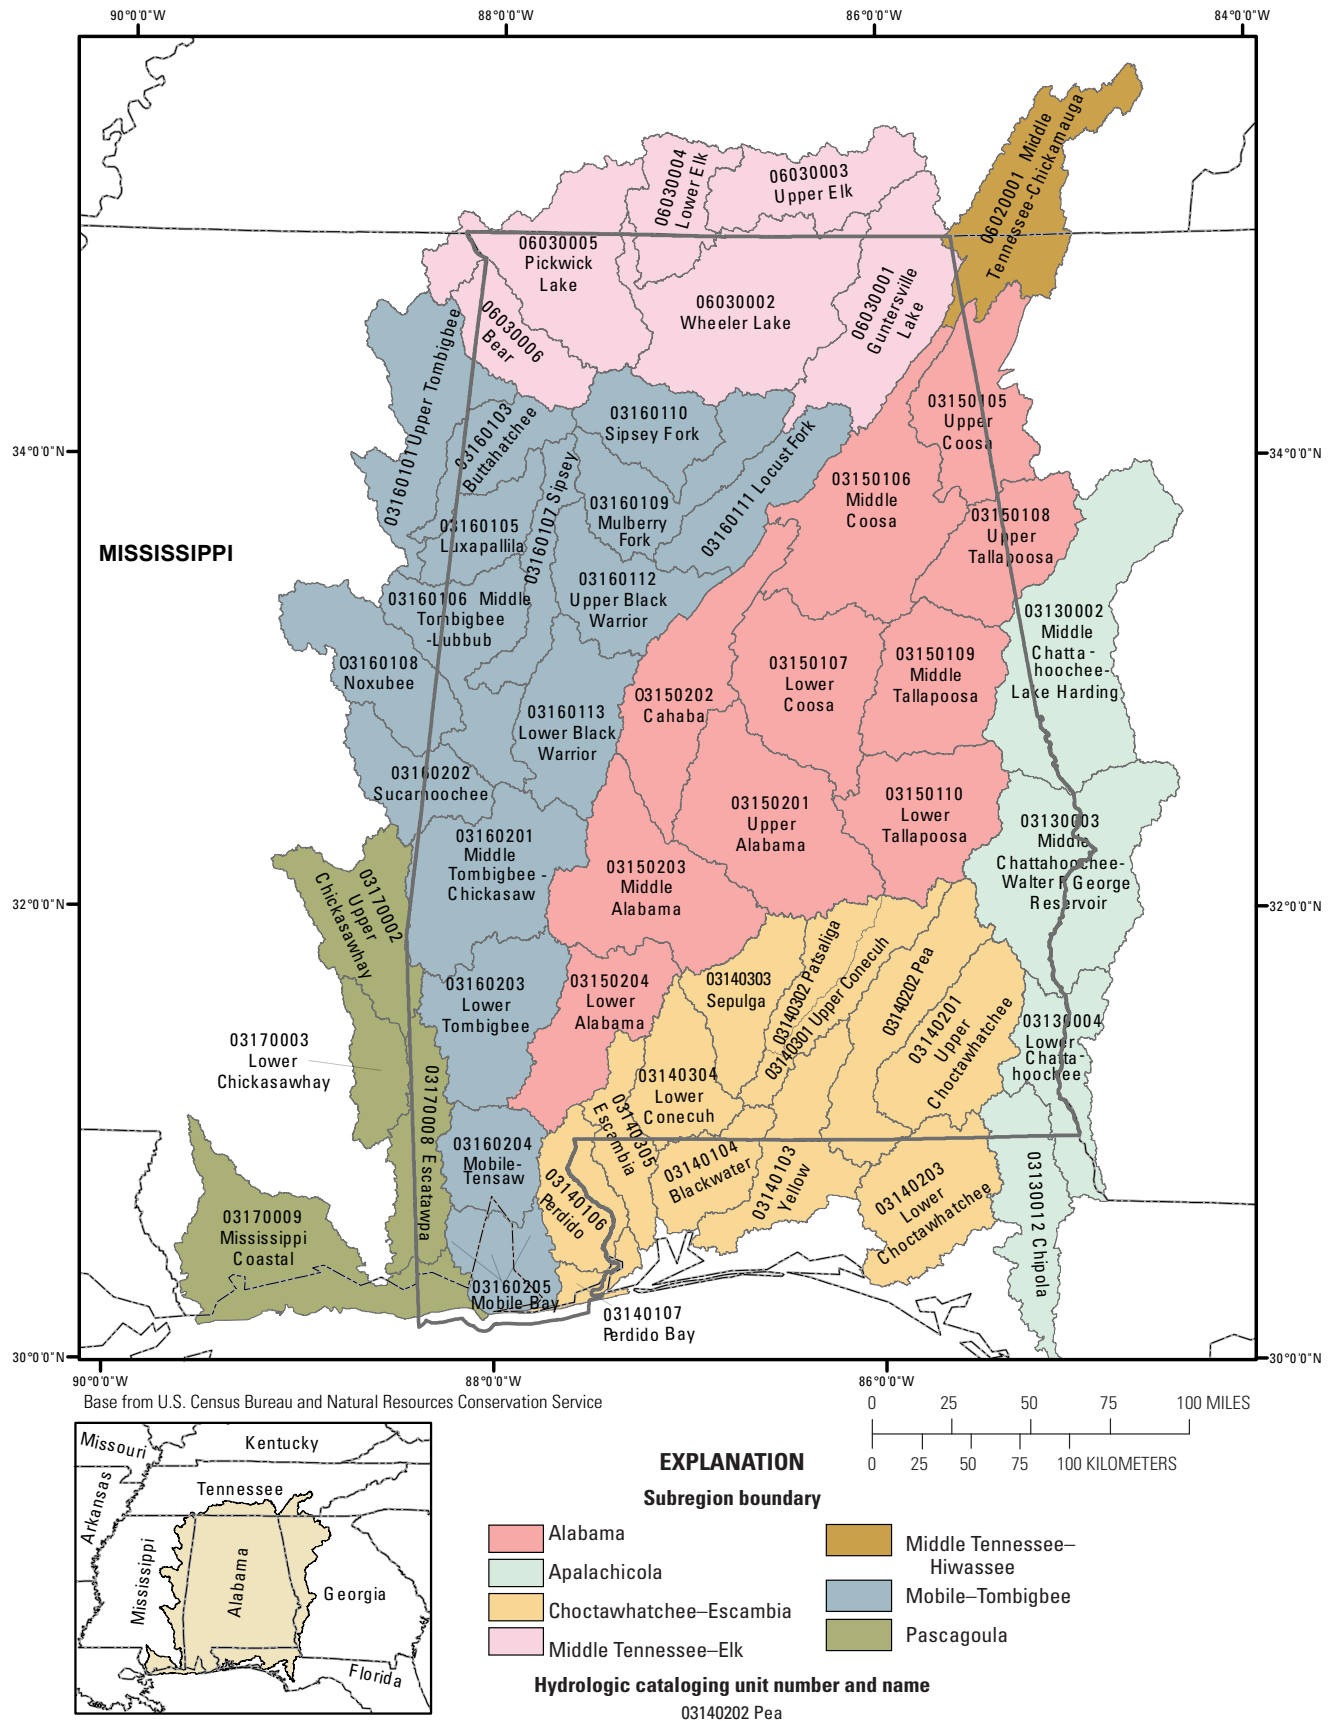 90°0'0"W
88°0'0"W
86°0'0"W
84°0'0"W
06020001 Middle
Tennessee-Chickamauga
06030004
Lower Elk
06030003
Upper Elk
06030005
Pickwick
Lake
06030002
Wheeler Lake
06030001
Guntersville
Lake
06030006
Bear
03160101 Upper Tombigbee
03160103
Buttahatchee
03160110
Sipsey Fork
03150105
Upper
Coosa
34°0'0"N
34°0'0"N
03160107 Sipsey
03160109
Mulberry
Fork
03160111 Locust Fork
03150106
Middle
Coosa
03160105
Luxapallila
03150108
Upper
Tallapoosa
MISSISSIPPI
03160112
Upper Black
Warrior
03160106 Middle
Tombigbee
-Lubbub
03130002
Middle
Chatta-
hoochee-
Lake Harding
03160108
Noxubee
03150107
Lower
Coosa
03150109
Middle
Tallapoosa
03150202
Cahaba
03160113
Lower Black
Warrior
03160202
Sucarnoochee
03150201
Upper
Alabama
03150110
Lower
Tallapoosa
03130003
Middle
Chattahoochee-
Walter F George
Reservoir
03160201
Middle
Tombigbee -
Chickasaw
03150203
Middle
Alabama
03170002
Upper
Chickasawhay
32°0'0"N
32°0'0"N
03160203
Lower
Tombigbee
03150204
Lower
Alabama
03140303
Sepulga
03140302 Patsaliga
03140301 Upper Conecuh
03140202 Pea
03140201
Upper
Choctawhatchee
03130004
Lower
Chatta-
hoochee
03170003
Lower
Chickasawhay
03170008 Escatawpa
03140304
Lower
Conecuh
03140305
Escambia
03160204
Mobile-
Tensaw
03140106
Perdido
03140104
Blackwater
03140103
Yellow
03140203
Lower
Choctawhatchee
03130012 Chipola
03170009
Mississippi
Coastal
03160205
Mobile Bay
03140107
Perdido Bay
30°0'0"N
30°0'0"N
90°0'0"W
88°0'0"W
86°0'0"W
Base from U.S. Census Bureau and Natural Resources Conservation Service
0 25 50 75 100 MILES
0 25 50 75 100 KILOMETERS
Missouri
Kentucky
Arkansas
Tennessee
Mississippi
Alabama
Georgia
Florida
EXPLANATION
Subregion boundary
Alabama
Apalachicola
Choctawhatchee–Escambia
Middle Tennessee–Elk
Middle Tennessee–
Hiwassee
Mobile–Tombigbee
Pascagoula
Hydrologic cataloging unit number and name
03140202 Pea